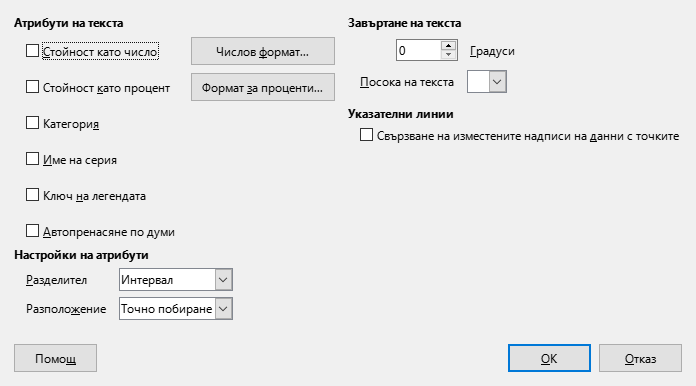 Атрибути на текста
Стойност като число
Числов формат...
Стойност като процент
Формат за проценти...
Категория
Име на серия
Ключ на легендата
Автопренасяне по думи
Настройки на атрибути
Разделител
Интервал
Разположение
Точно побиране
Завъртане на текста
0
Градуси
Посока на текста
Указателни линии
Свързване на изместените надписи на данни с точките
Помощ
OK
Отказ